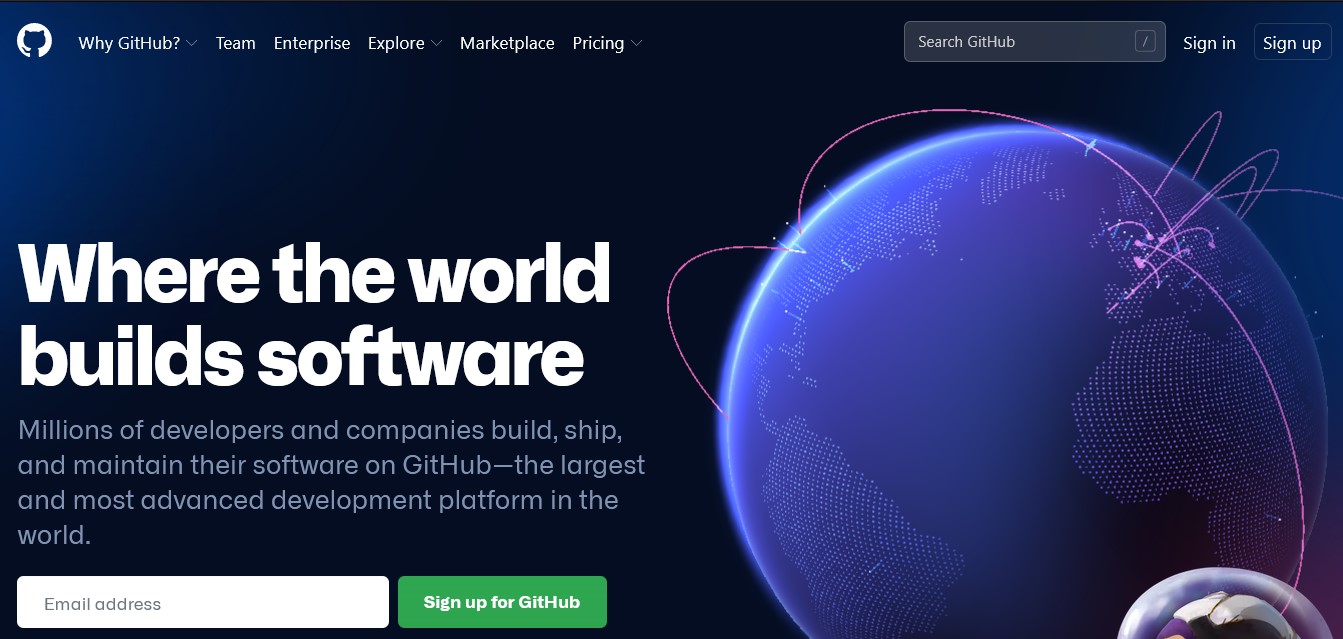 Why GitHub? Team Enterprise Explore Marketplace Pricing Search GitHub / Sign in Sign up
Where the world
builds software
Millions of developers and companies build, ship,
and maintain their software on GitHub—the largest
and most advanced development platform in the
world.
Email address Sign up for GitHub